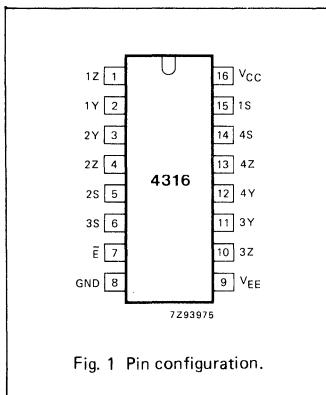 1Z 1 16 VCC
1Y 2 15 1S
2Y 3 14 4S
2Z 4 13 4Z
4316
2S 5 12 4Y
3S 6 11 3Y
E̅ 7 10 3Z
GND 8 9 VEE
7Z93975
Fig. 1 Pin configuration.